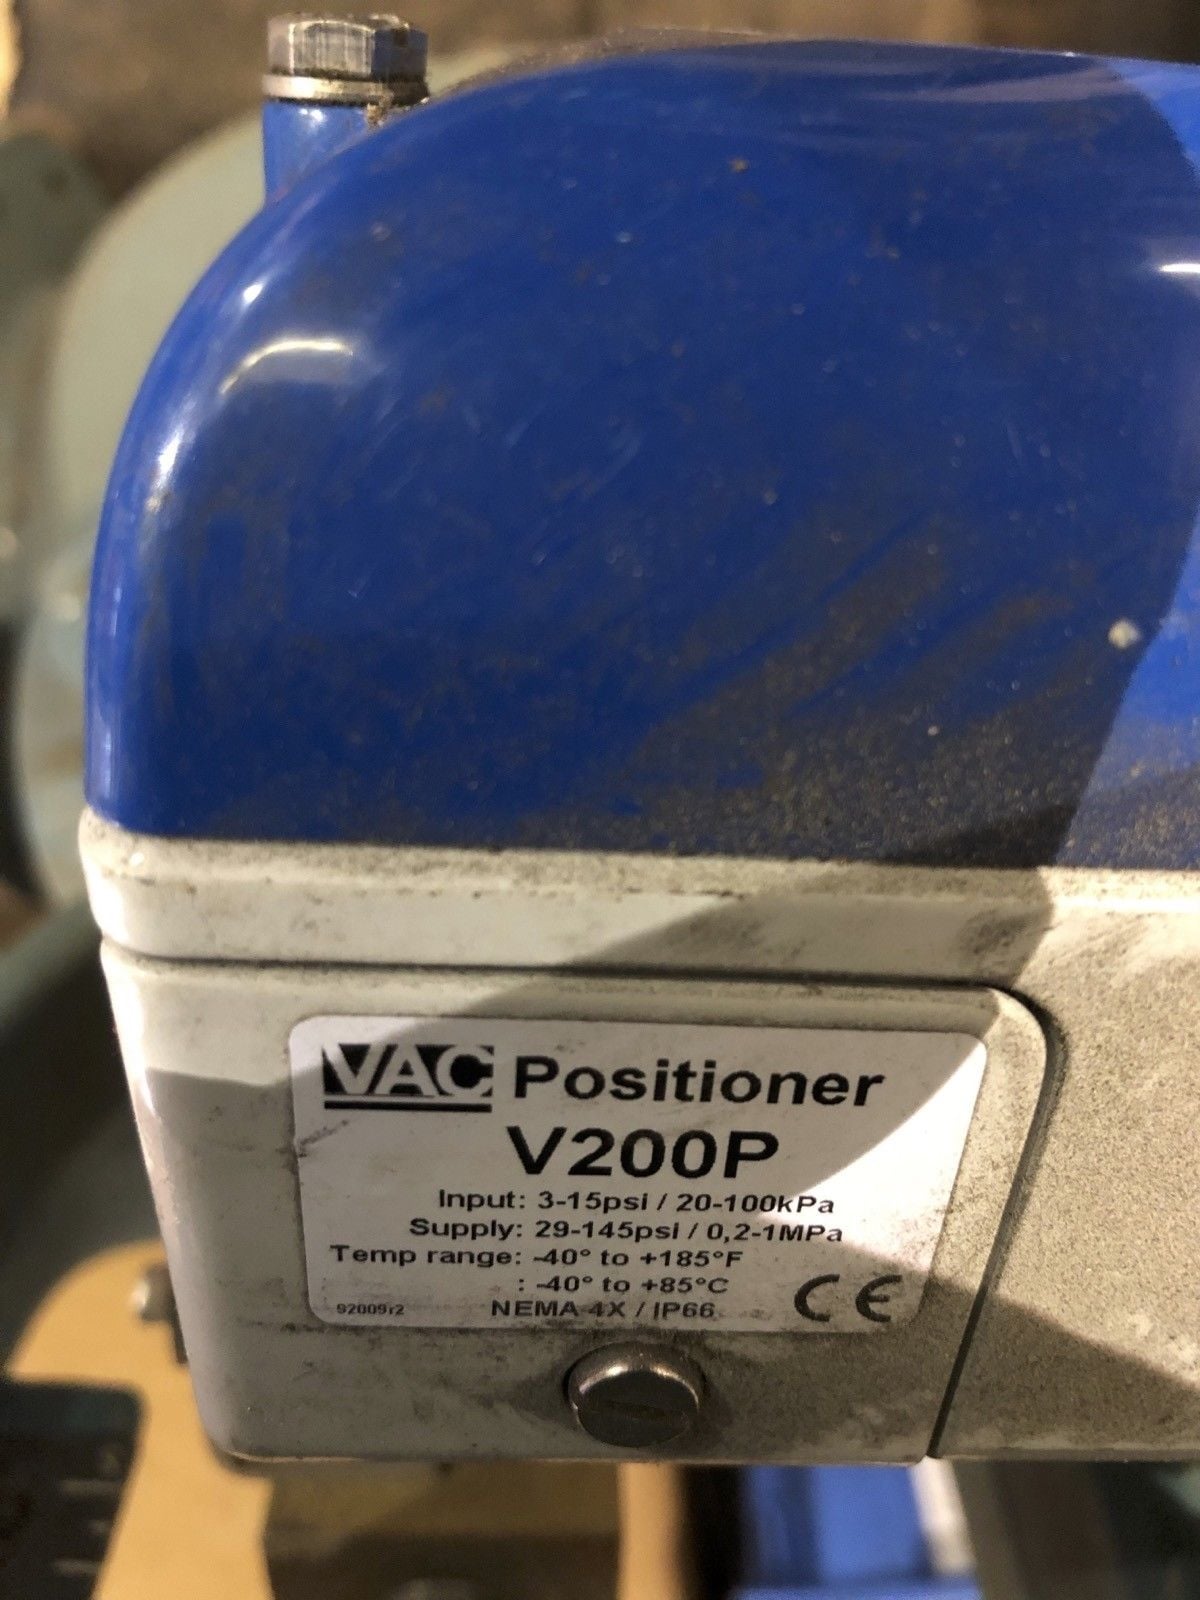 VAC Positioner
V200P
Input: 3-15psi / 20-100kPa
Supply: 29-145psi / 0,2-1MPa
Temp range: -40° to +185°F
: -40° to +85°C
92009r2 NEMA 4X / IP66 CE